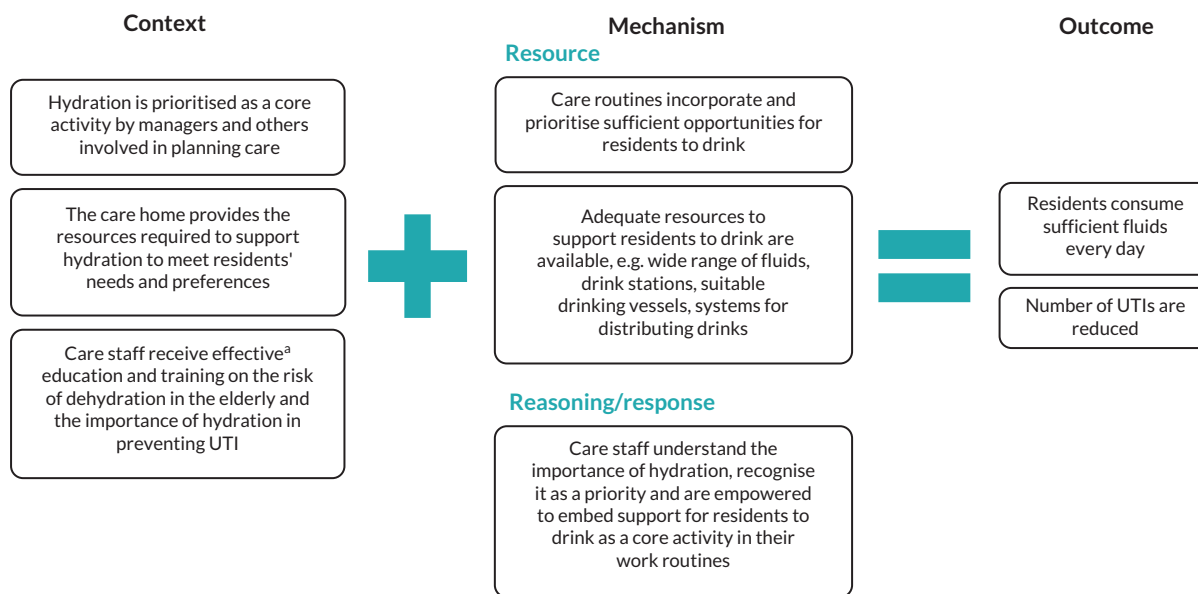 Context
Hydration is prioritised as a core
activity by managers and others
involved in planning care
The care home provides the
resources required to support
hydration to meet residents'
needs and preferences
Care staff receive effectiveᵃ
education and training on the risk
of dehydration in the elderly and
the importance of hydration in
preventing UTI
Mechanism
Resource
Care routines incorporate and
prioritise sufficient opportunities for
residents to drink
Adequate resources to
support residents to drink are
available, e.g. wide range of fluids,
drink stations, suitable
drinking vessels, systems for
distributing drinks
Reasoning/response
Care staff understand the
importance of hydration, recognise
it as a priority and are empowered
to embed support for residents to
drink as a core activity in their
work routines
Outcome
Residents consume
sufficient fluids
every day
Number of UTIs are
reduced